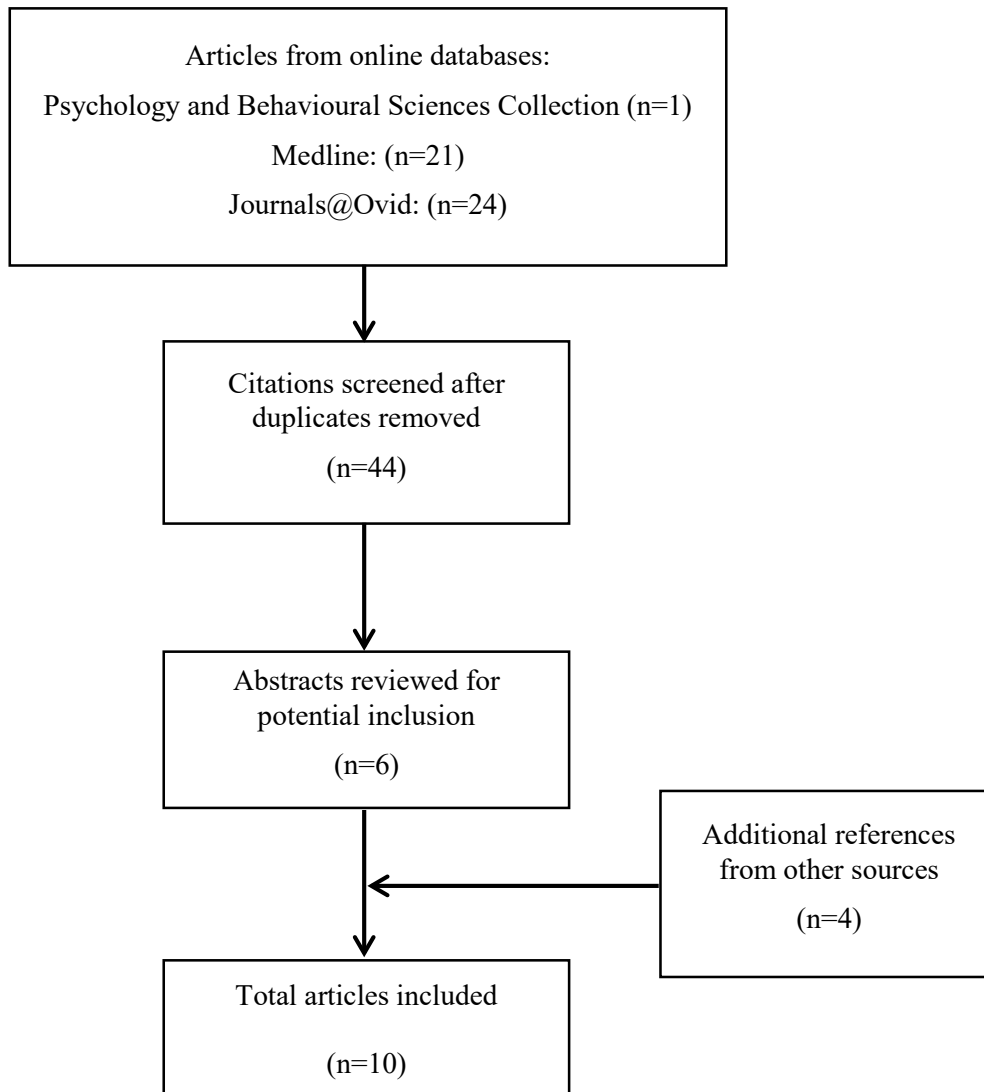 Articles from online databases:
Psychology and Behavioural Sciences Collection (n=1)
Medline: (n=21)
Journals@Ovid: (n=24)
Citations screened after
duplicates removed
(n=44)
Abstracts reviewed for
potential inclusion
(n=6)
Additional references
from other sources
(n=4)
Total articles included
(n=10)